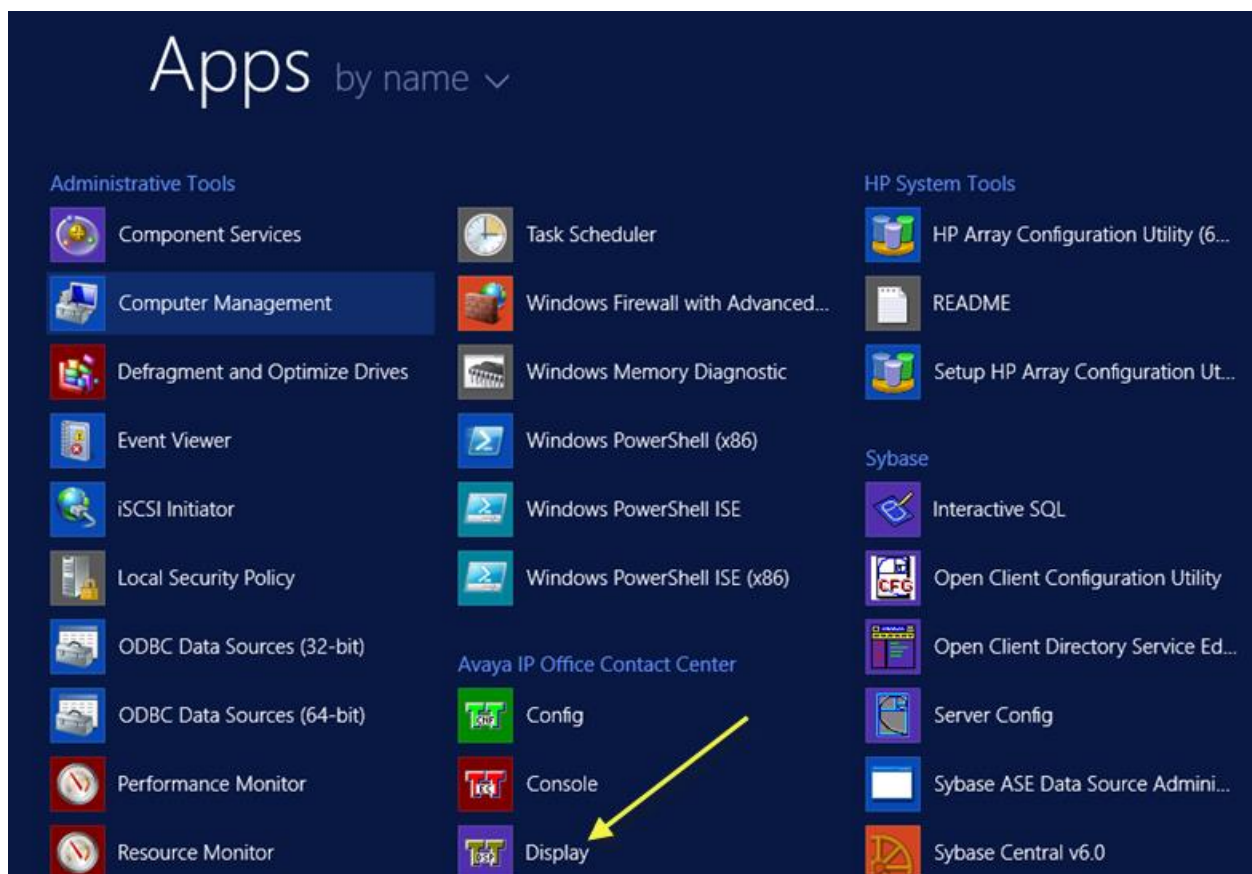 Apps by name
Administrative Tools
Component Services
Computer Management
Defragment and Optimize Drives
Event Viewer
iSCSI Initiator
Local Security Policy
ODBC Data Sources (32-bit)
ODBC Data Sources (64-bit)
Performance Monitor
Resource Monitor
Task Scheduler
Windows Firewall with Advanced...
Windows Memory Diagnostic
Windows PowerShell (x86)
Windows PowerShell ISE
Windows PowerShell ISE (x86)
Avaya IP Office Contact Center
Config
Console
Display
HP System Tools
HP Array Configuration Utility (6...
README
Setup HP Array Configuration Ut...
Sybase
Interactive SQL
CFG
Open Client Configuration Utility
Open Client Directory Service Ed...
Server Config
Sybase ASE Data Source Admini...
Sybase Central v6.0